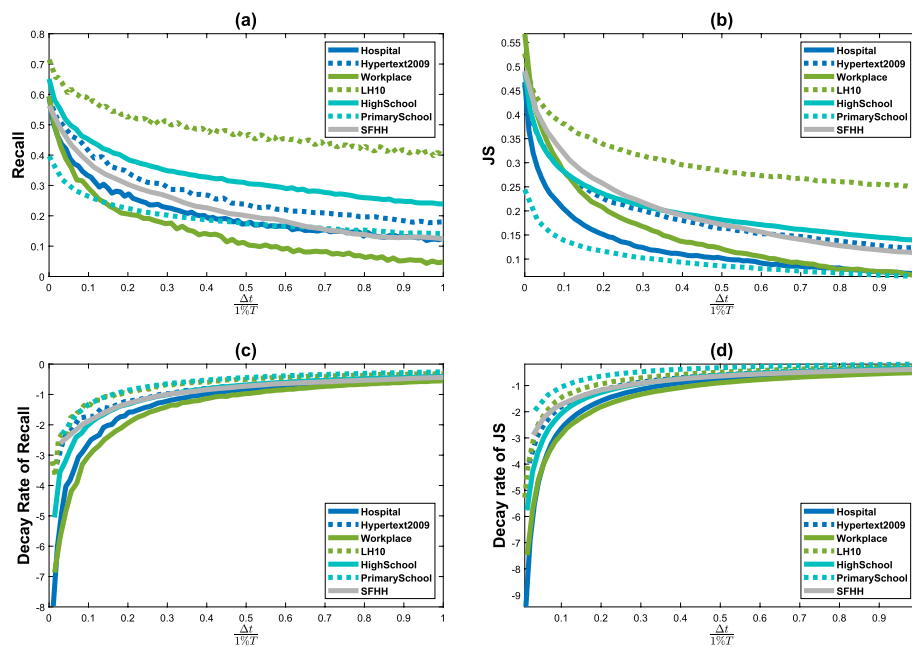 (a)
0.8
0.7
0.6
0.5
0.4
0.3
0.2
0.1
0
Recall
Hospital
Hypertext2009
Workplace
LH10
HighSchool
PrimarySchool
SFHH
0 0.1 0.2 0.3 0.4 0.5 0.6 0.7 0.8 0.9 1
Δt
1%T
(b)
0.55
0.5
0.45
0.4
0.35
0.3
0.25
0.2
0.15
0.1
JS
Hospital
Hypertext2009
Workplace
LH10
HighSchool
PrimarySchool
SFHH
0 0.1 0.2 0.3 0.4 0.5 0.6 0.7 0.8 0.9
Δt
1%T
(c)
0
-1
-2
-3
-4
-5
-6
-7
-8
Decay Rate of Recall
Hospital
Hypertext2009
Workplace
LH10
HighSchool
PrimarySchool
SFHH
0 0.1 0.2 0.3 0.4 0.5 0.6 0.7 0.8 0.9 1
Δt
1%T
(d)
-1
-2
-3
-4
-5
-6
-7
-8
-9
Decay rate of JS
Hospital
Hypertext2009
Workplace
LH10
HighSchool
PrimarySchool
SFHH
0.1 0.2 0.3 0.4 0.5 0.6 0.7 0.8 0.9
Δt
1%T